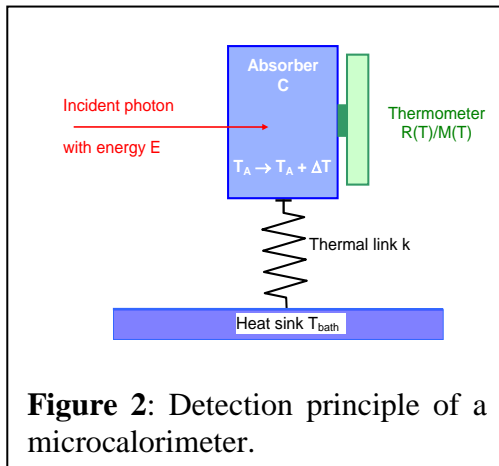 Absorber
C
Incident photon
with energy E
Thermometer
R(T)/M(T)
T_A → T_A + ΔT
Thermal link k
Heat sink T_bath
Figure 2: Detection principle of a
microcalorimeter.